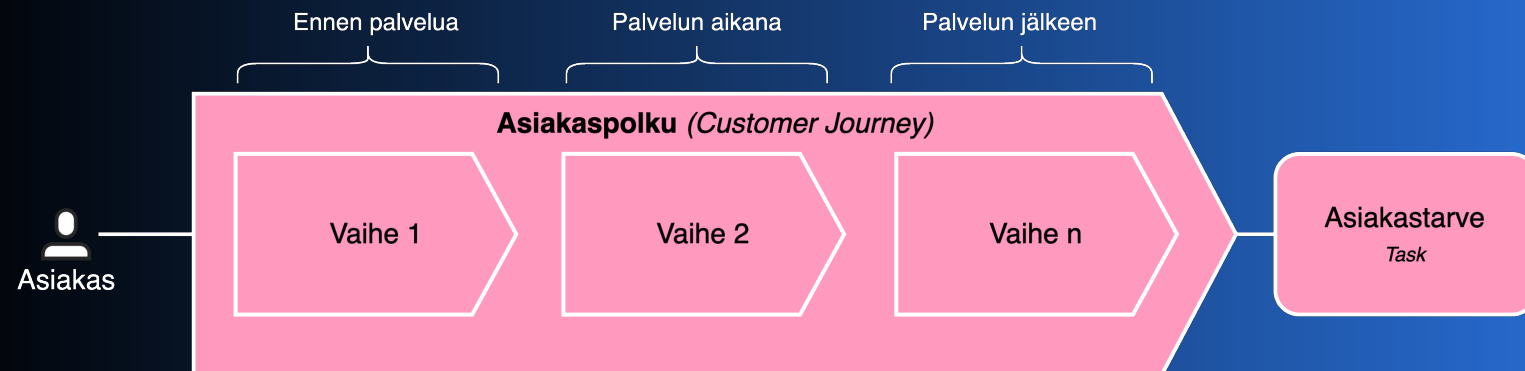 Ennen palvelua
Palvelun aikana
Palvelun jälkeen
Asiakaspolku (Customer Journey)
Asiakas
Vaihe 1
Vaihe 2
Vaihe n
Asiakastarve
Task